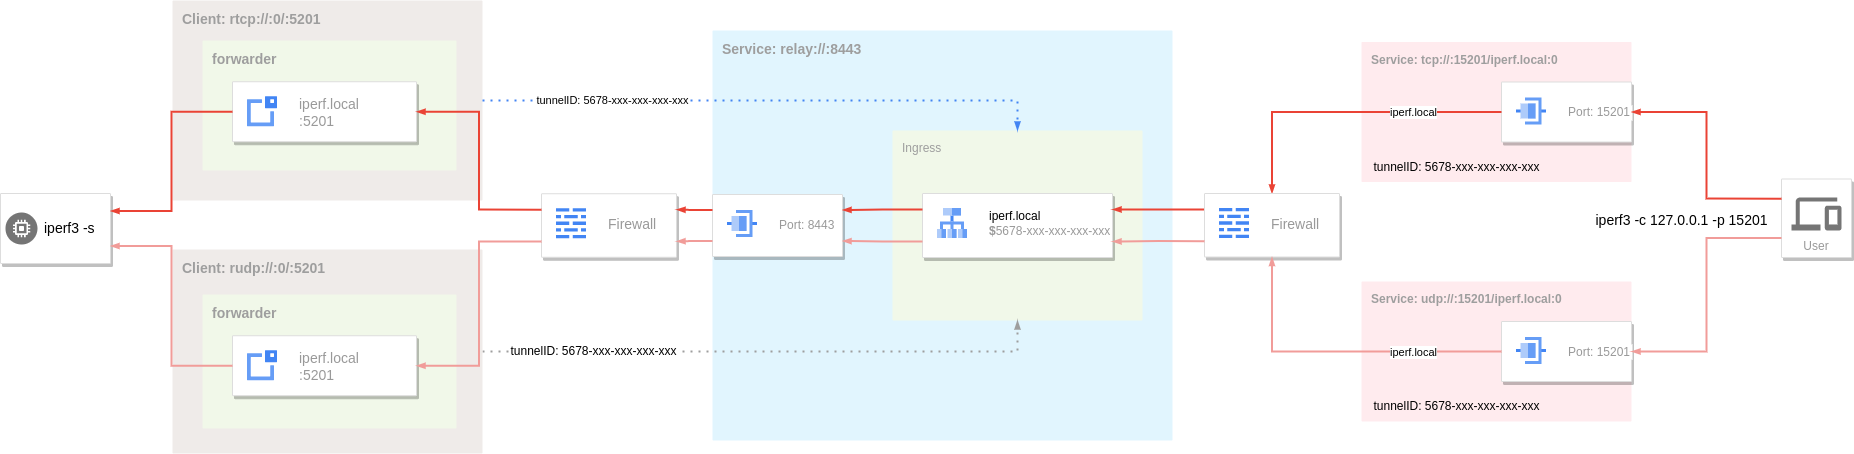 Client: rtcp://:0/:5201
forwarder
iperf.local
:5201
iperf3 -s
Client: rudp://:0/:5201
forwarder
iperf.local
:5201
tunnelID: 5678-xxx-xxx-xxx-xxx
tunnelID: 5678-xxx-xxx-xxx-xxx
Firewall
Service: relay://:8443
Port: 8443
Ingress
iperf.local
$5678-xxx-xxx-xxx-xxx
Firewall
Service: tcp://:15201/iperf.local:0
iperf.local
Port: 15201
tunnelID: 5678-xxx-xxx-xxx-xxx
Service: udp://:15201/iperf.local:0
iperf.local
Port: 15201
tunnelID: 5678-xxx-xxx-xxx-xxx
iperf3 -c 127.0.0.1 -p 15201
User